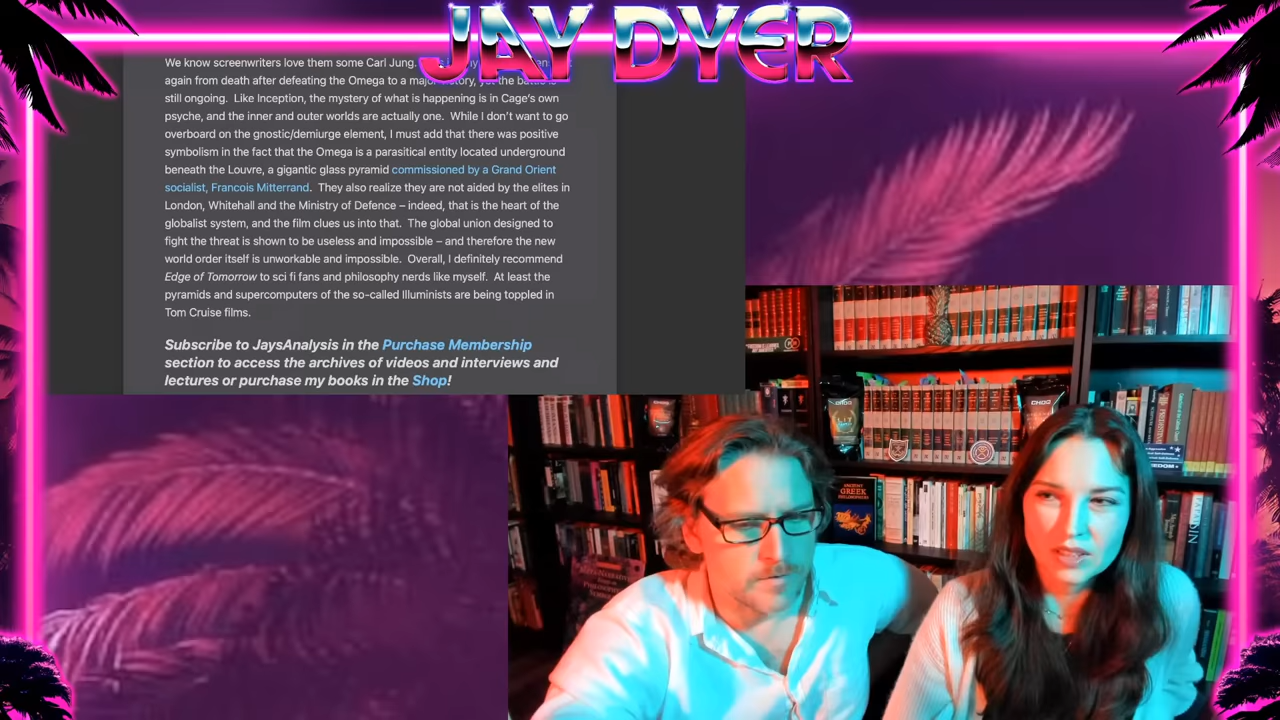 JAY DYER
We know screenwriters love them some Carl Jung.
again from death after defeating the Omega to a major victory, yet the battle is
still ongoing.  Like Inception, the mystery of what is happening is in Cage's own
psyche, and the inner and outer worlds are actually one.  While I don't want to go
overboard on the gnostic/demiurge element, I must add that there was positive
symbolism in the fact that the Omega is a parasitical entity located underground
beneath the Louvre, a gigantic glass pyramid commissioned by a Grand Orient
socialist, Francois Mitterrand.  They also realize they are not aided by the elites in
London, Whitehall and the Ministry of Defence – indeed, that is the heart of the
globalist system, and the film clues us into that.  The global union designed to
fight the threat is shown to be useless and impossible – and therefore the new
world order itself is unworkable and impossible.  Overall, I definitely recommend
Edge of Tomorrow to sci fi fans and philosophy nerds like myself.  At least the
pyramids and supercomputers of the so-called Illuminists are being toppled in
Tom Cruise films.
Subscribe to JaysAnalysis in the Purchase Membership
section to access the archives of videos and interviews and
lectures or purchase my books in the Shop!
CHOQ
CHOQ
ANCIENT
GREEK
PHILOSOPHERS